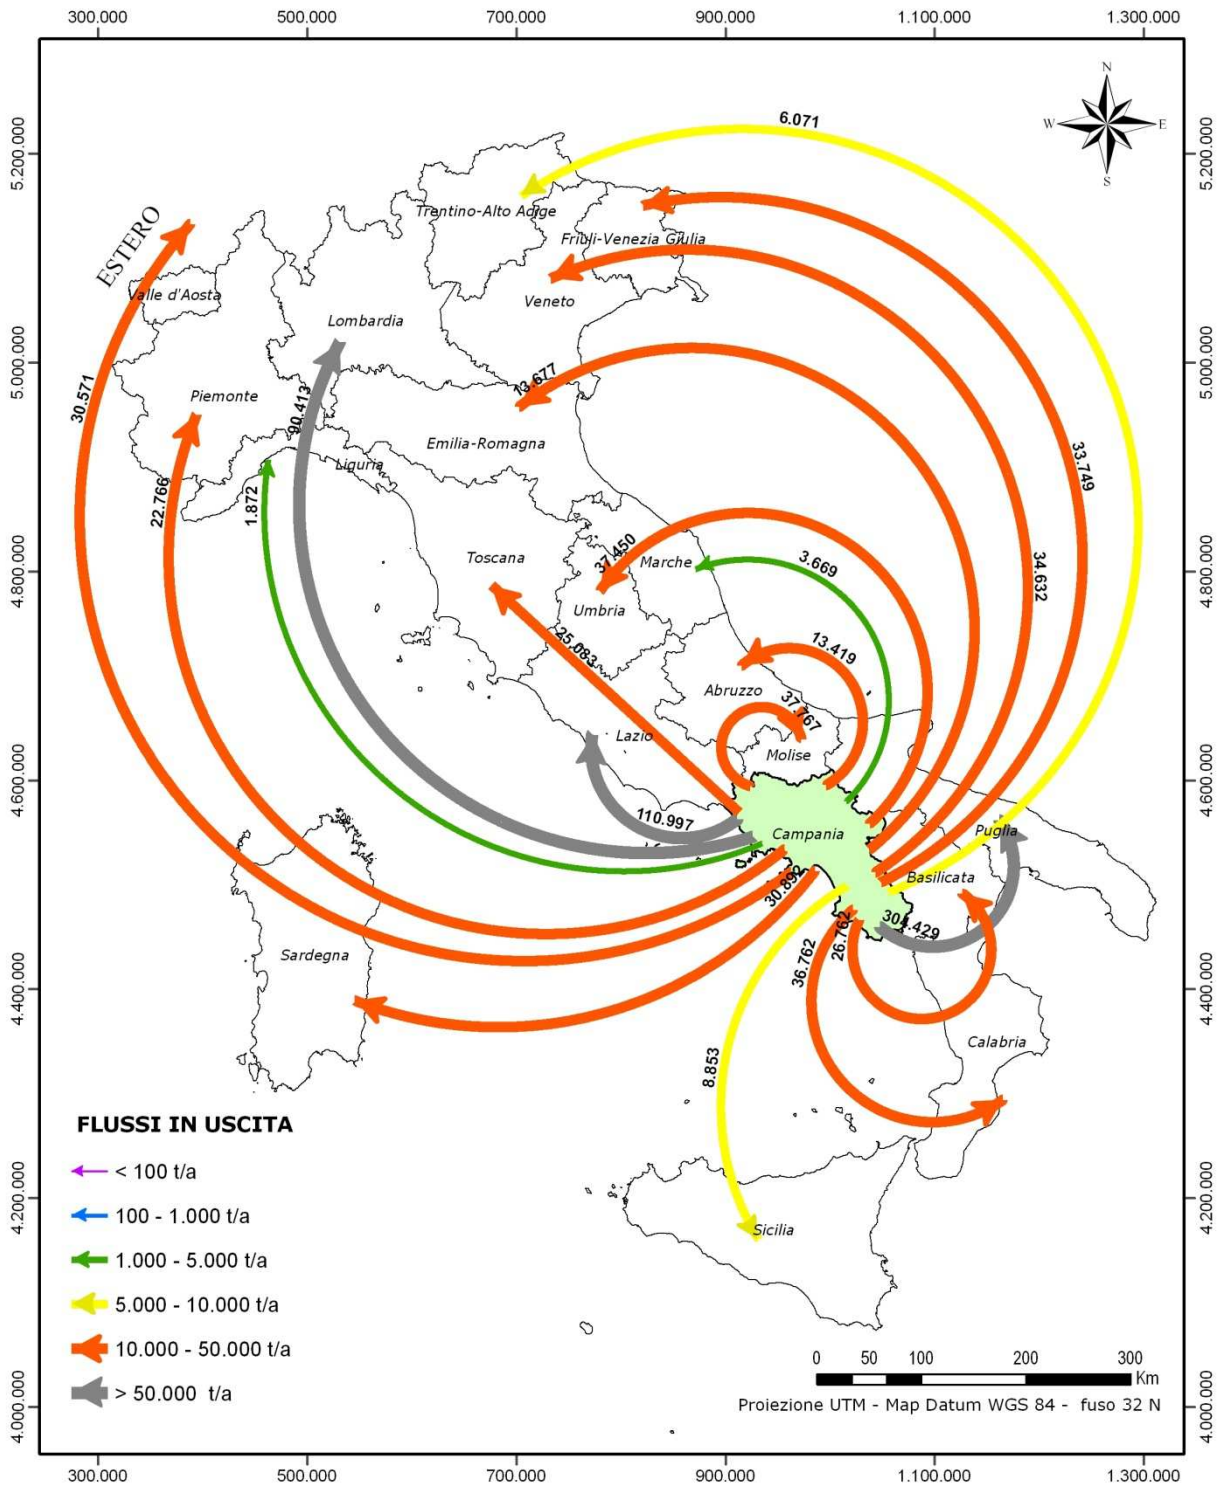 300.000 500.000 700.000 900.000 1.100.000 1.300.000
N
W E
S
5.200.000 5.200.000
6.071
Trentino-Alto Adige
ESTERO
Friuli-Venezia Giulia
Valle d'Aosta
Veneto
Lombardia
5.000.000 5.000.000
13.677
30.571
Piemonte
90.413
Emilia-Romagna
Liguria
33.749
22.766
1.872
37.450
Toscana
Marche
3.669
4.800.000 4.800.000
34.632
Umbria
25.083
13.419
Abruzzo
37.767
Lazio
Molise
4.600.000 4.600.000
110.997
Campania
Puglia
Basilicata
30.892
304.429
26.762
36.762
Sardegna
4.400.000 4.400.000
Calabria
8.853
FLUSSI IN USCITA
< 100 t/a
100 - 1.000 t/a
1.000 - 5.000 t/a
5.000 - 10.000 t/a
10.000 - 50.000 t/a
> 50.000 t/a
4.200.000 4.200.000
Sicilia
0 50 100 200 300
Km
Proiezione UTM - Map Datum WGS 84 - fuso 32 N
4.000.000 4.000.000
300.000 500.000 700.000 900.000 1.100.000 1.300.000